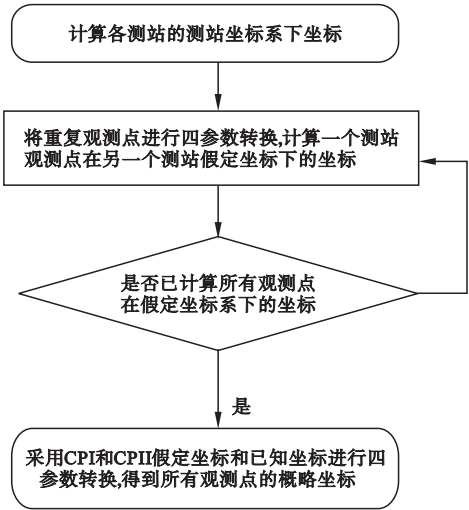 计算各测站的测站坐标系下坐标
将重复观测点进行四参数转换,计算一个测站
观测点在另一个测站假定坐标下的坐标
是否已计算所有观测点
在假定坐标系下的坐标
是
采用CPI和CPII假定坐标和已知坐标进行四
参数转换,得到所有观测点的概略坐标